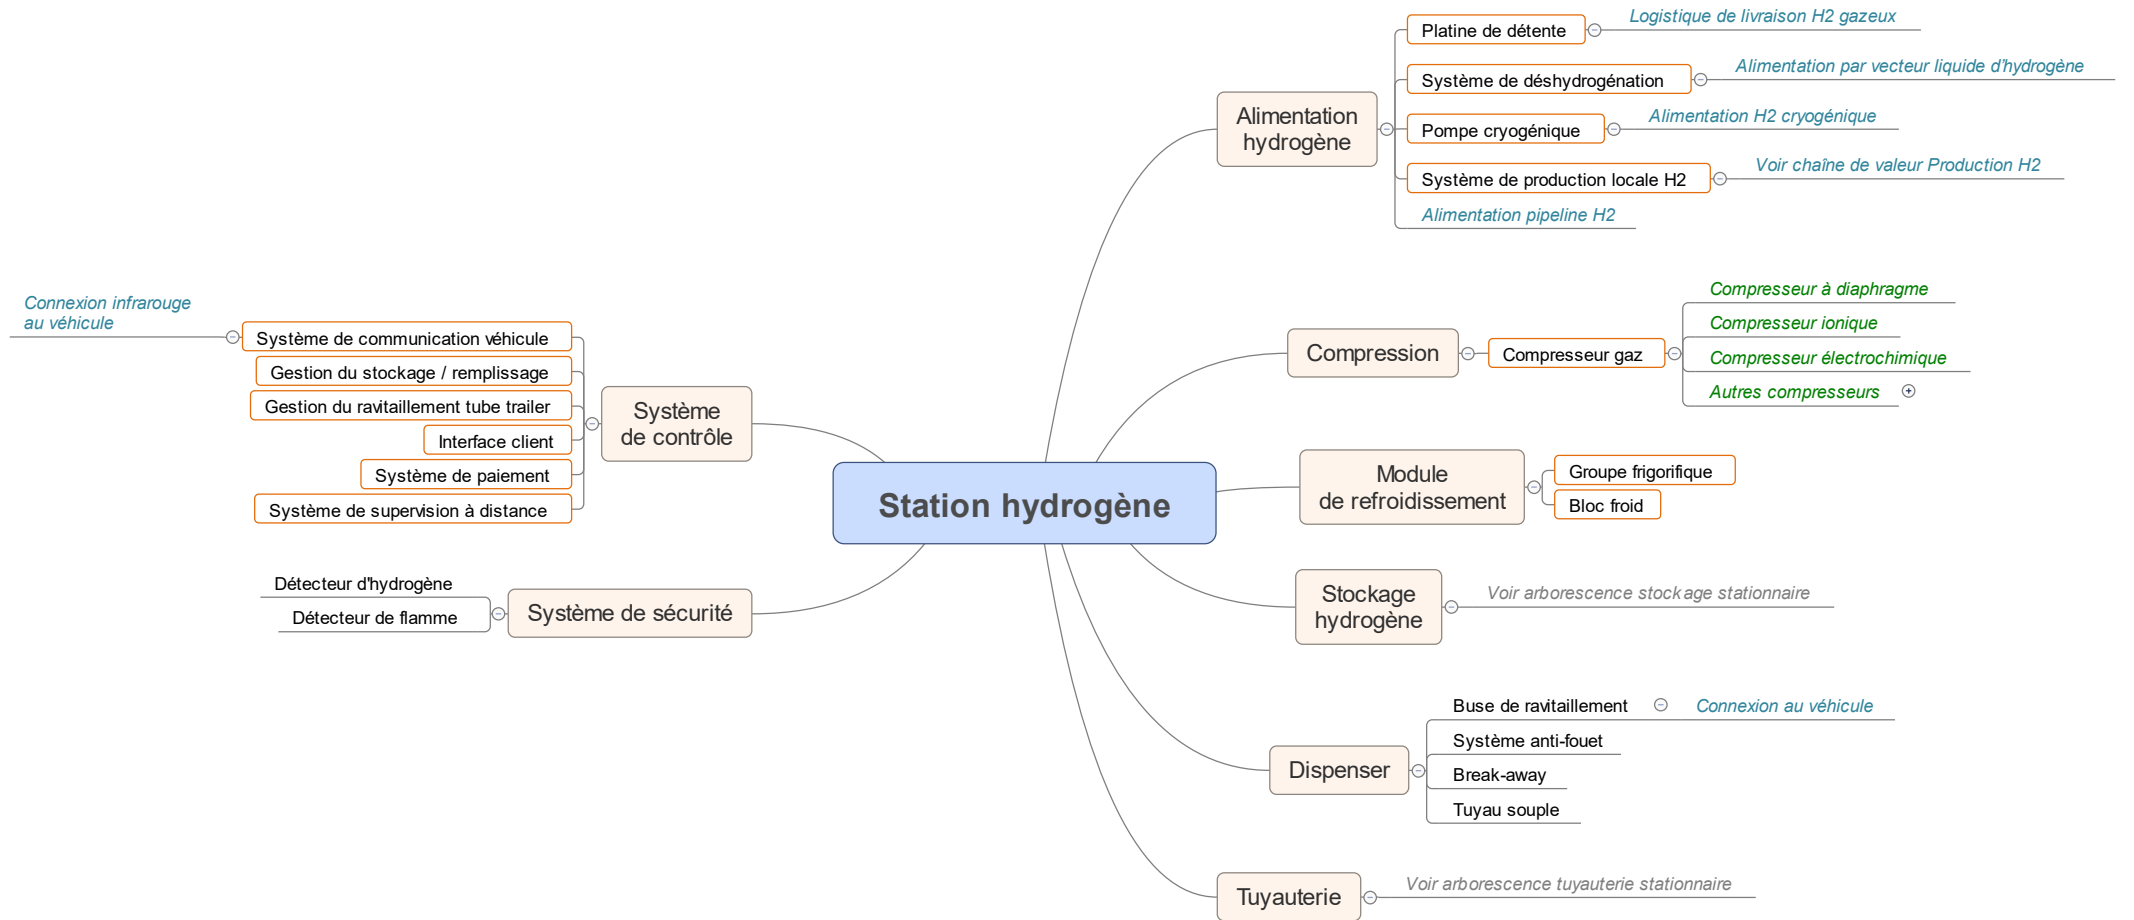 Station hydrogène
Alimentation
hydrogène
Platine de détente
Logistique de livraison H2 gazeux
Système de déshydrogénation
Alimentation par vecteur liquide d'hydrogène
Pompe cryogénique
Alimentation H2 cryogénique
Système de production locale H2
Voir chaîne de valeur Production H2
Alimentation pipeline H2
Compression
Compresseur gaz
Compresseur à diaphragme
Compresseur ionique
Compresseur électrochimique
Autres compresseurs
Module
de refroidissement
Groupe frigorifique
Bloc froid
Stockage
hydrogène
Voir arborescence stockage stationnaire
Dispenser
Buse de ravitaillement
Connexion au véhicule
Système anti-fouet
Break-away
Tuyau souple
Tuyauterie
Voir arborescence tuyauterie stationnaire
Système
de contrôle
Système de communication véhicule
Connexion infrarouge
au véhicule
Gestion du stockage / remplissage
Gestion du ravitaillement tube trailer
Interface client
Système de paiement
Système de supervision à distance
Système de sécurité
Détecteur d'hydrogène
Détecteur de flamme